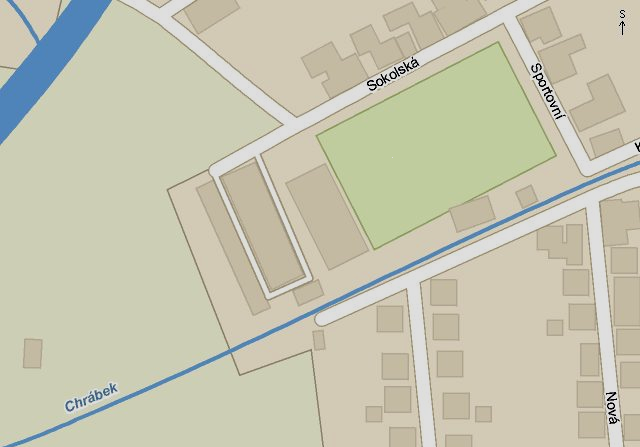 S
Sokolská
Sportovní
K
Chrábek
Nová